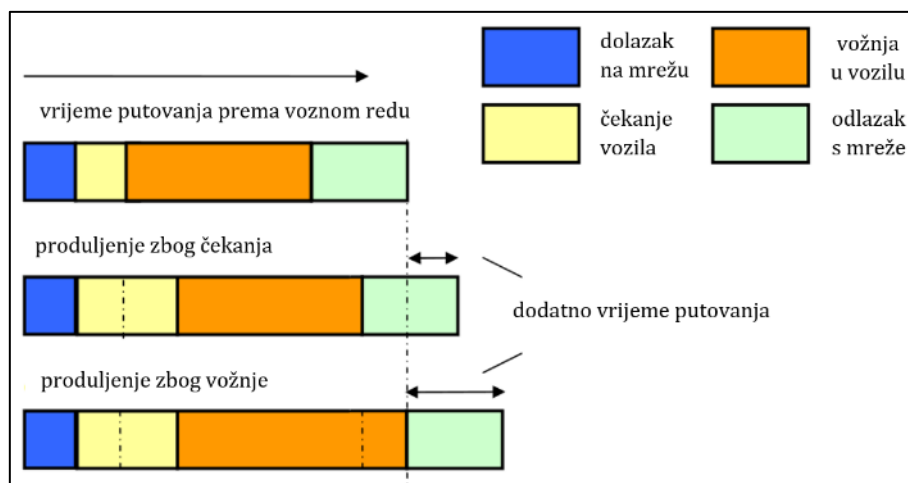 dolazak
na mrežu
vožnja
u vozilu
čekanje
vozila
odlazak
s mreže
vrijeme putovanja prema voznom redu
produljenje zbog čekanja
dodatno vrijeme putovanja
produljenje zbog vožnje